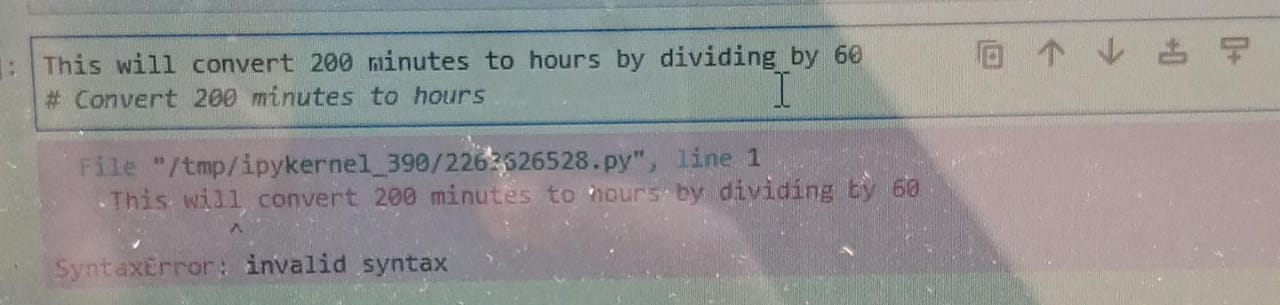 ]: This will convert 200 minutes to hours by dividing by 60
# Convert 200 minutes to hours
File "/tmp/ipykernel_390/2263626528.py", line 1
This will convert 200 minutes to hours by dividing by 60
^
SyntaxError: invalid syntax